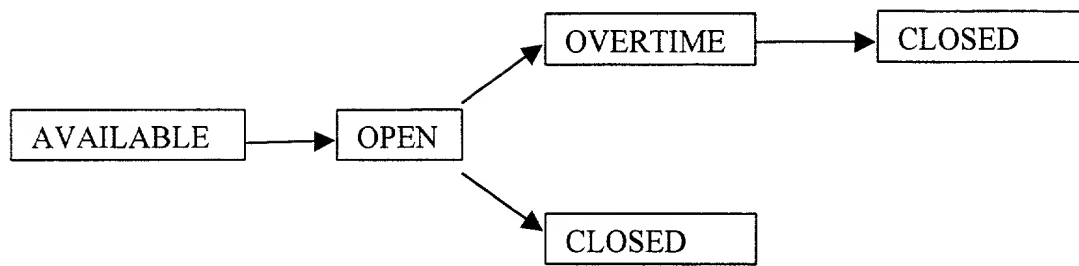 OVERTIME
CLOSED
AVAILABLE
OPEN
CLOSED